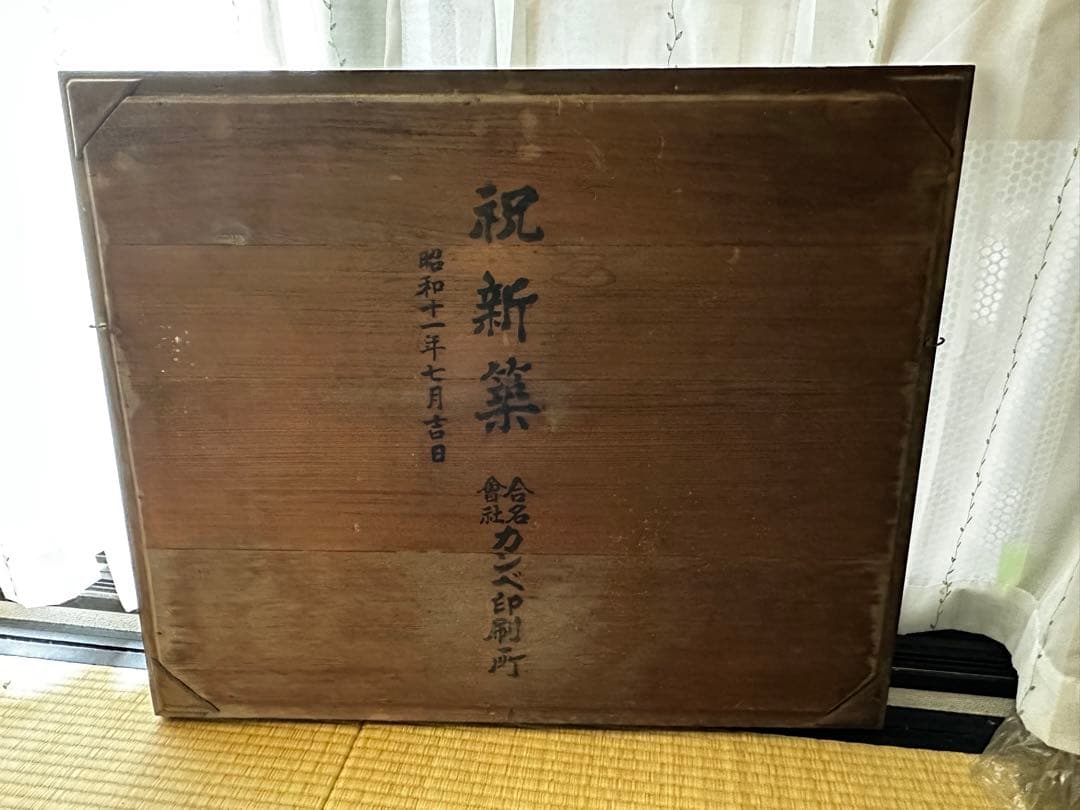 祝新築
昭和十一年七月吉日
合名會社カンベ印刷所